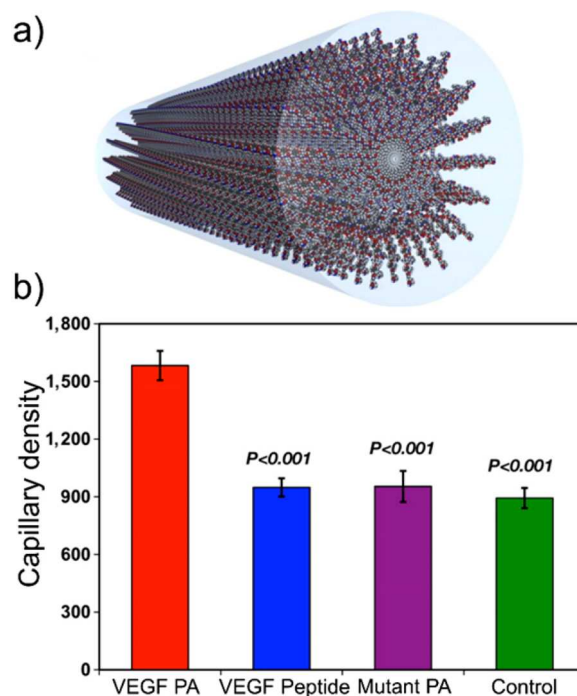 a)
b)
Capillary density
1,800
1,500
1,200
900
600
300
0
P<0.001
P<0.001
P<0.001
VEGF PA
VEGF Peptide
Mutant PA
Control